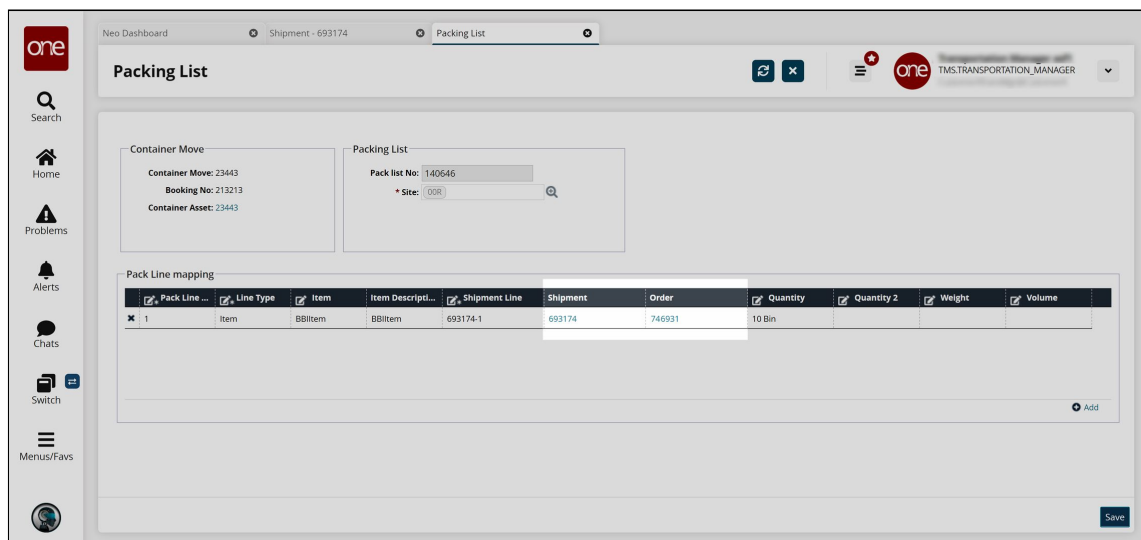 Neo Dashboard
Shipment - 693174
Packing List
one
Packing List
one
TMS.TRANSPORTATION_MANAGER
Search
Home
Problems
Alerts
Chats
Switch
Menus/Favs
Container Move
Container Move: 23443
Booking No: 213213
Container Asset: 23443
Packing List
Pack list No: 140646
* Site: 00R
Pack Line mapping
Pack Line ... Line Type Item Item Descripti... Shipment Line Shipment Order Quantity Quantity 2 Weight Volume
1 Item BBIItem BBIItem 693174-1 693174 746931 10 Bin
Add
Save